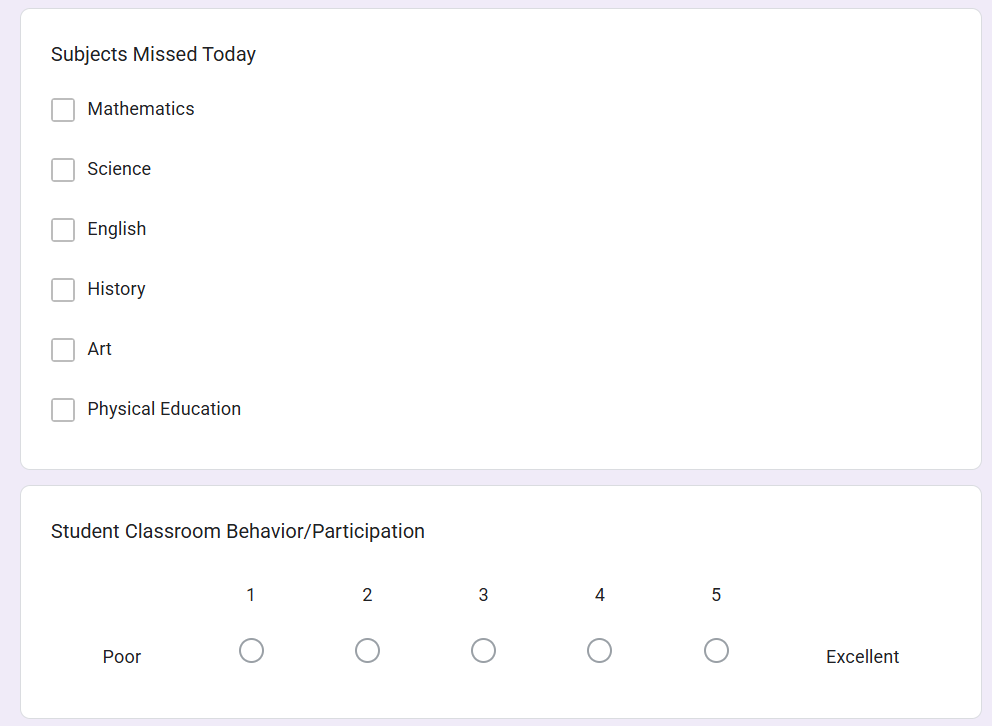 Subjects Missed Today
Mathematics
Science
English
History
Art
Physical Education
Student Classroom Behavior/Participation
1 2 3 4 5
Poor Excellent